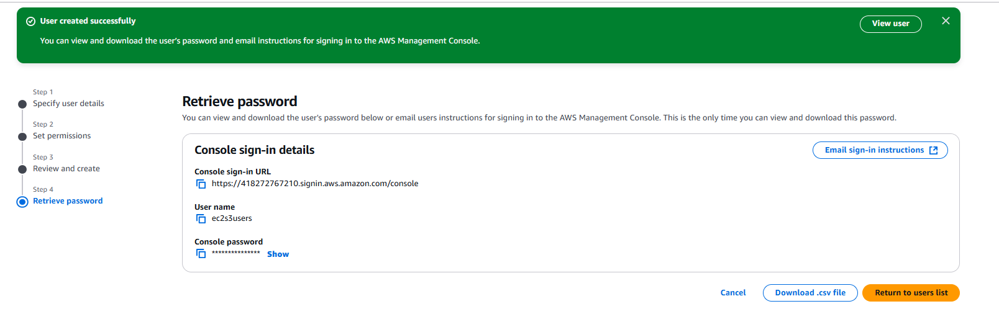 User created successfully
View user
You can view and download the user's password and email instructions for signing in to the AWS Management Console.
Step 1
Specify user details
Step 2
Set permissions
Step 3
Review and create
Step 4
Retrieve password
Retrieve password
You can view and download the user's password below or email users instructions for signing in to the AWS Management Console. This is the only time you can view and download this password.
Console sign-in details
Email sign-in instructions
Console sign-in URL
https://418272767210.signin.aws.amazon.com/console
User name
ec2s3users
Console password
*************** Show
Cancel
Download .csv file
Return to users list